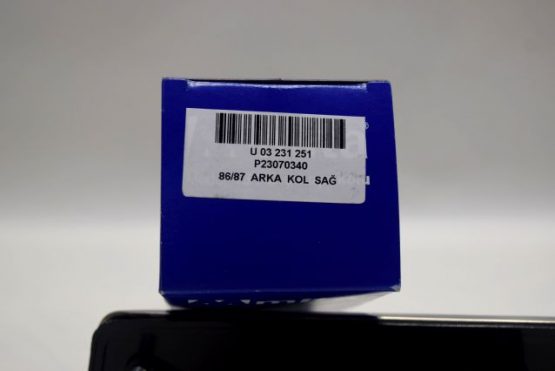 U 03 231 251
P23070340
86/87 ARKA KOL SAĞ